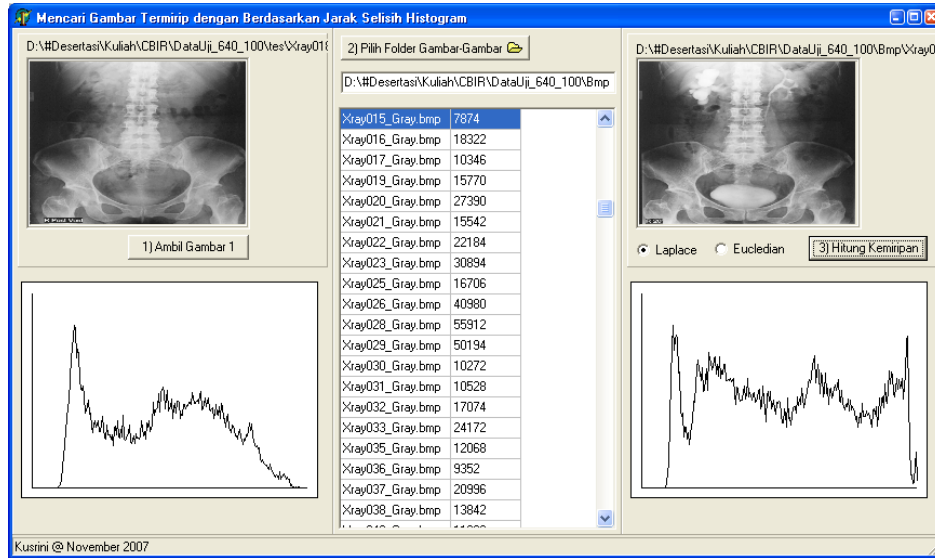 Mencari Gambar Termirip dengan Berdasarkan Jarak Selisih Histogram
D:\#Desertasi\Kuliah\CBIR\DataUji_640_100\tes\Xray018
1) Ambil Gambar 1
2) Pilih Folder Gambar-Gambar
D:\#Desertasi\Kuliah\CBIR\DataUji_640_100\Bmp
Xray015_Gray.bmp 7874
Xray016_Gray.bmp 18322
Xray017_Gray.bmp 10346
Xray019_Gray.bmp 15770
Xray020_Gray.bmp 27390
Xray021_Gray.bmp 15542
Xray022_Gray.bmp 22184
Xray023_Gray.bmp 30894
Xray025_Gray.bmp 16706
Xray026_Gray.bmp 40980
Xray028_Gray.bmp 55912
Xray029_Gray.bmp 50194
Xray030_Gray.bmp 10272
Xray031_Gray.bmp 10528
Xray032_Gray.bmp 17074
Xray033_Gray.bmp 24172
Xray035_Gray.bmp 12068
Xray036_Gray.bmp 9352
Xray037_Gray.bmp 20996
Xray038_Gray.bmp 13842
D:\#Desertasi\Kuliah\CBIR\DataUji_640_100\Bmp\Xray0
Laplace
Eucledian
3) Hitung Kemiripan
Kusrini @ November 2007